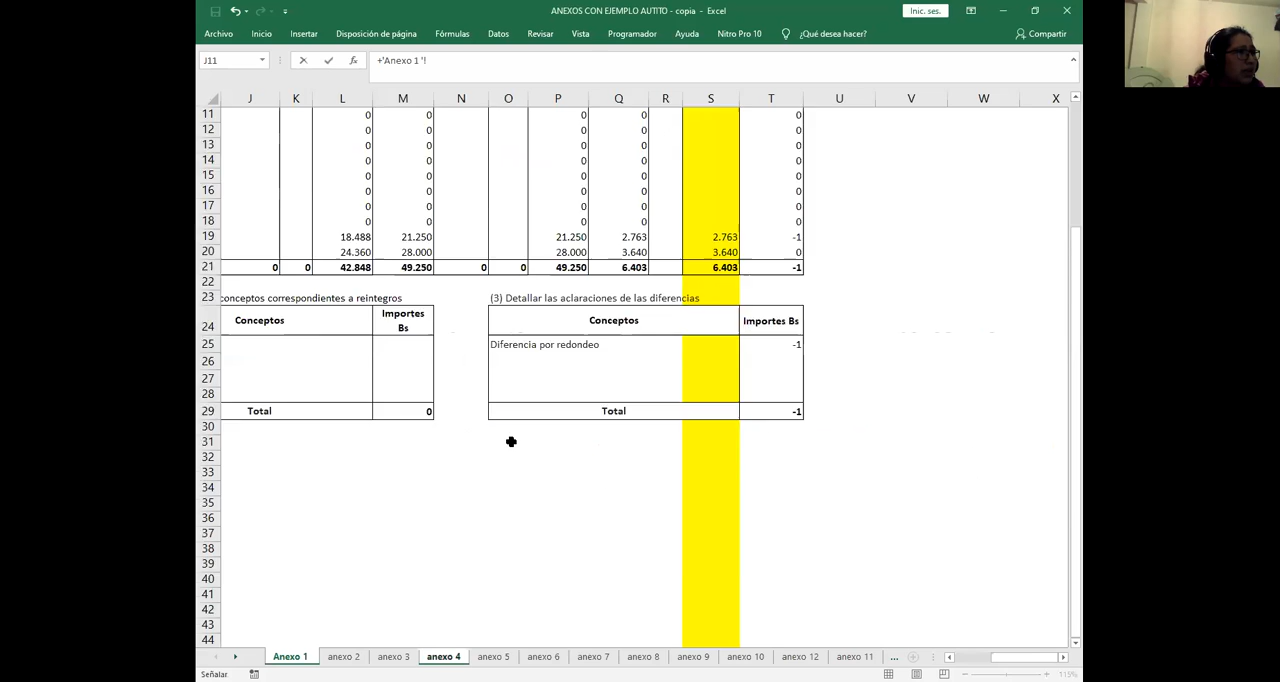 ANEXOS CON EJEMPLO AUTITO - copia - Excel
Inic. ses.
Archivo Inicio Insertar Disposición de página Fórmulas Datos Revisar Vista Programador Ayuda Nitro Pro 10 ¿Qué desea hacer? Compartir
J11 fx +'Anexo 1 '!
J K L M N O P Q R S T U V W X
11 0 0 0 0 0
12 0 0 0 0 0
13 0 0 0 0 0
14 0 0 0 0 0
15 0 0 0 0 0
16 0 0 0 0 0
17 0 0 0 0 0
18 0 0 0 0 0
19 18.488 21.250 21.250 2.763 2.763 -1
20 24.360 28.000 28.000 3.640 3.640 0
21 0 0 42.848 49.250 0 0 49.250 6.403 6.403 -1
22
23 conceptos correspondientes a reintegros (3) Detallar las aclaraciones de las diferencias
24 Conceptos Importes Bs Conceptos Importes Bs
25 Diferencia por redondeo -1
26
27
28
29 Total 0 Total -1
30
31
32
33
34
35
36
37
38
39
40
41
42
43
44
Anexo 1 anexo 2 anexo 3 anexo 4 anexo 5 anexo 6 anexo 7 anexo 8 anexo 9 anexo 10 anexo 12 anexo 11 ...
Señalar 115%